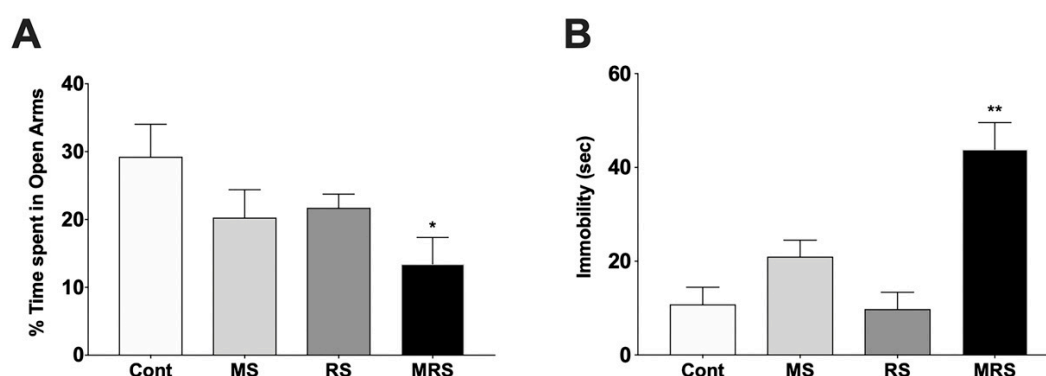 A
% Time spent in Open Arms
40
30
20
10
0
*
Cont MS RS MRS
B
Immobility (sec)
60
40
20
0
**
Cont MS RS MRS